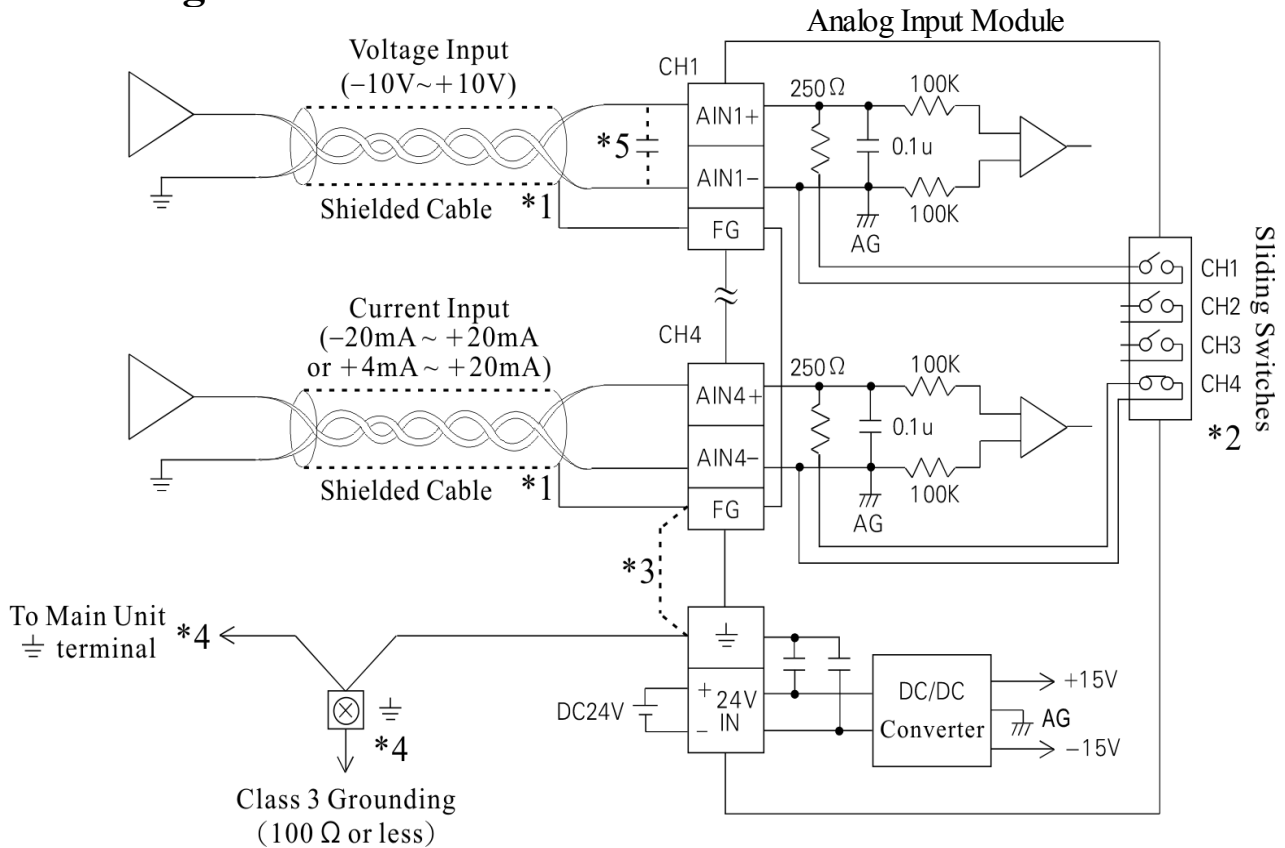 Analog Input Module
Voltage Input
(–10V~+10V)
CH1
250Ω
100K
AIN1+
*5
0.1u
AIN1–
Shielded Cable *1
100K
FG
AG
Sliding Switches
CH1
CH2
CH3
CH4
*2
Current Input
(–20mA ~ +20mA
or +4mA ~ +20mA)
CH4
250Ω
100K
AIN4+
0.1u
AIN4–
Shielded Cable *1
100K
FG
AG
*3
To Main Unit
terminal
*4
*4
Class 3 Grounding
(100 Ω or less)
DC24V
+ 24V
– IN
DC/DC
Converter
+15V
AG
–15V